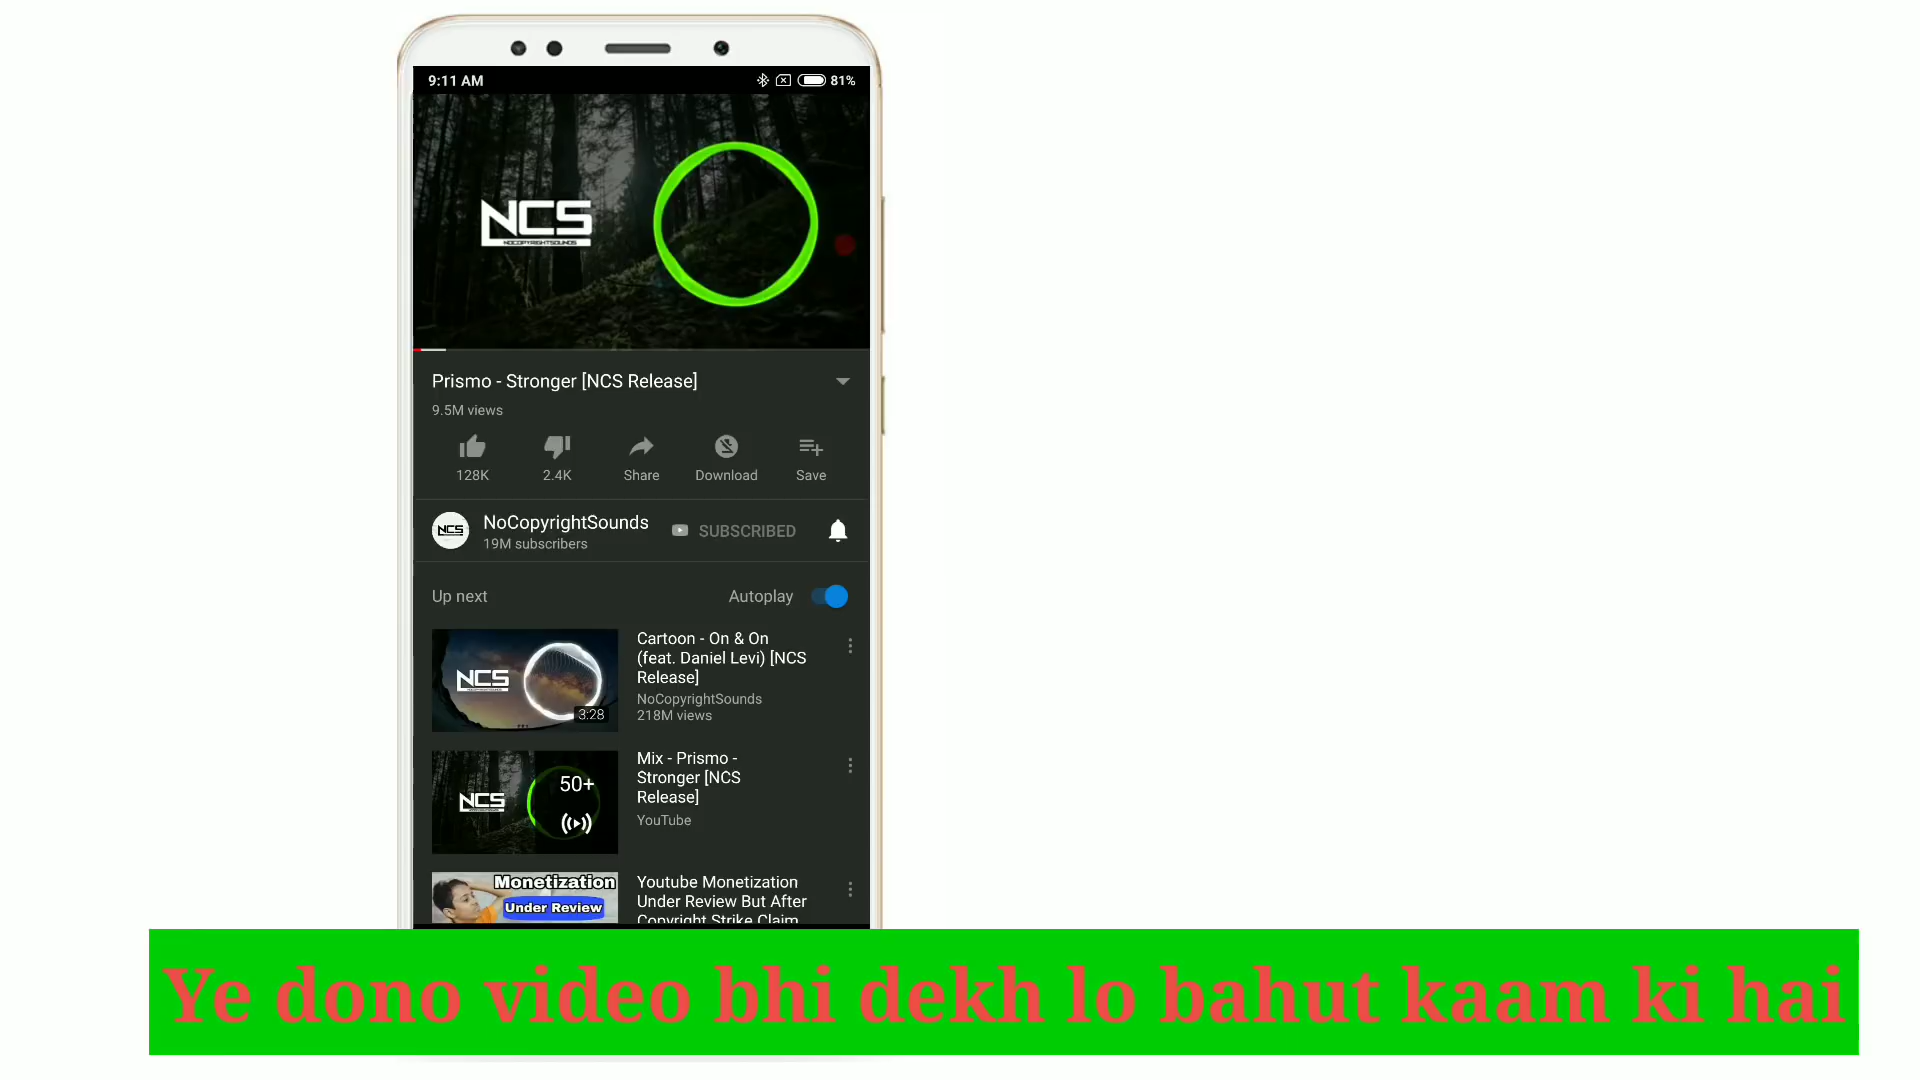 9:11 AM
81%
NCS
NOCOPYRIGHTSOUNDS
Prismo - Stronger [NCS Release]
9.5M views
128K
2.4K
Share
Download
Save
NCS
NoCopyrightSounds
19M subscribers
SUBSCRIBED
Up next
Autoplay
NCS
3:28
Cartoon - On & On
(feat. Daniel Levi) [NCS
Release]
NoCopyrightSounds
218M views
NCS
50+
Mix - Prismo -
Stronger [NCS
Release]
YouTube
Monetization
Under Review
Youtube Monetization
Under Review But After
Copyright Strike Claim
Ye dono video bhi dekh lo bahut kaam ki hai